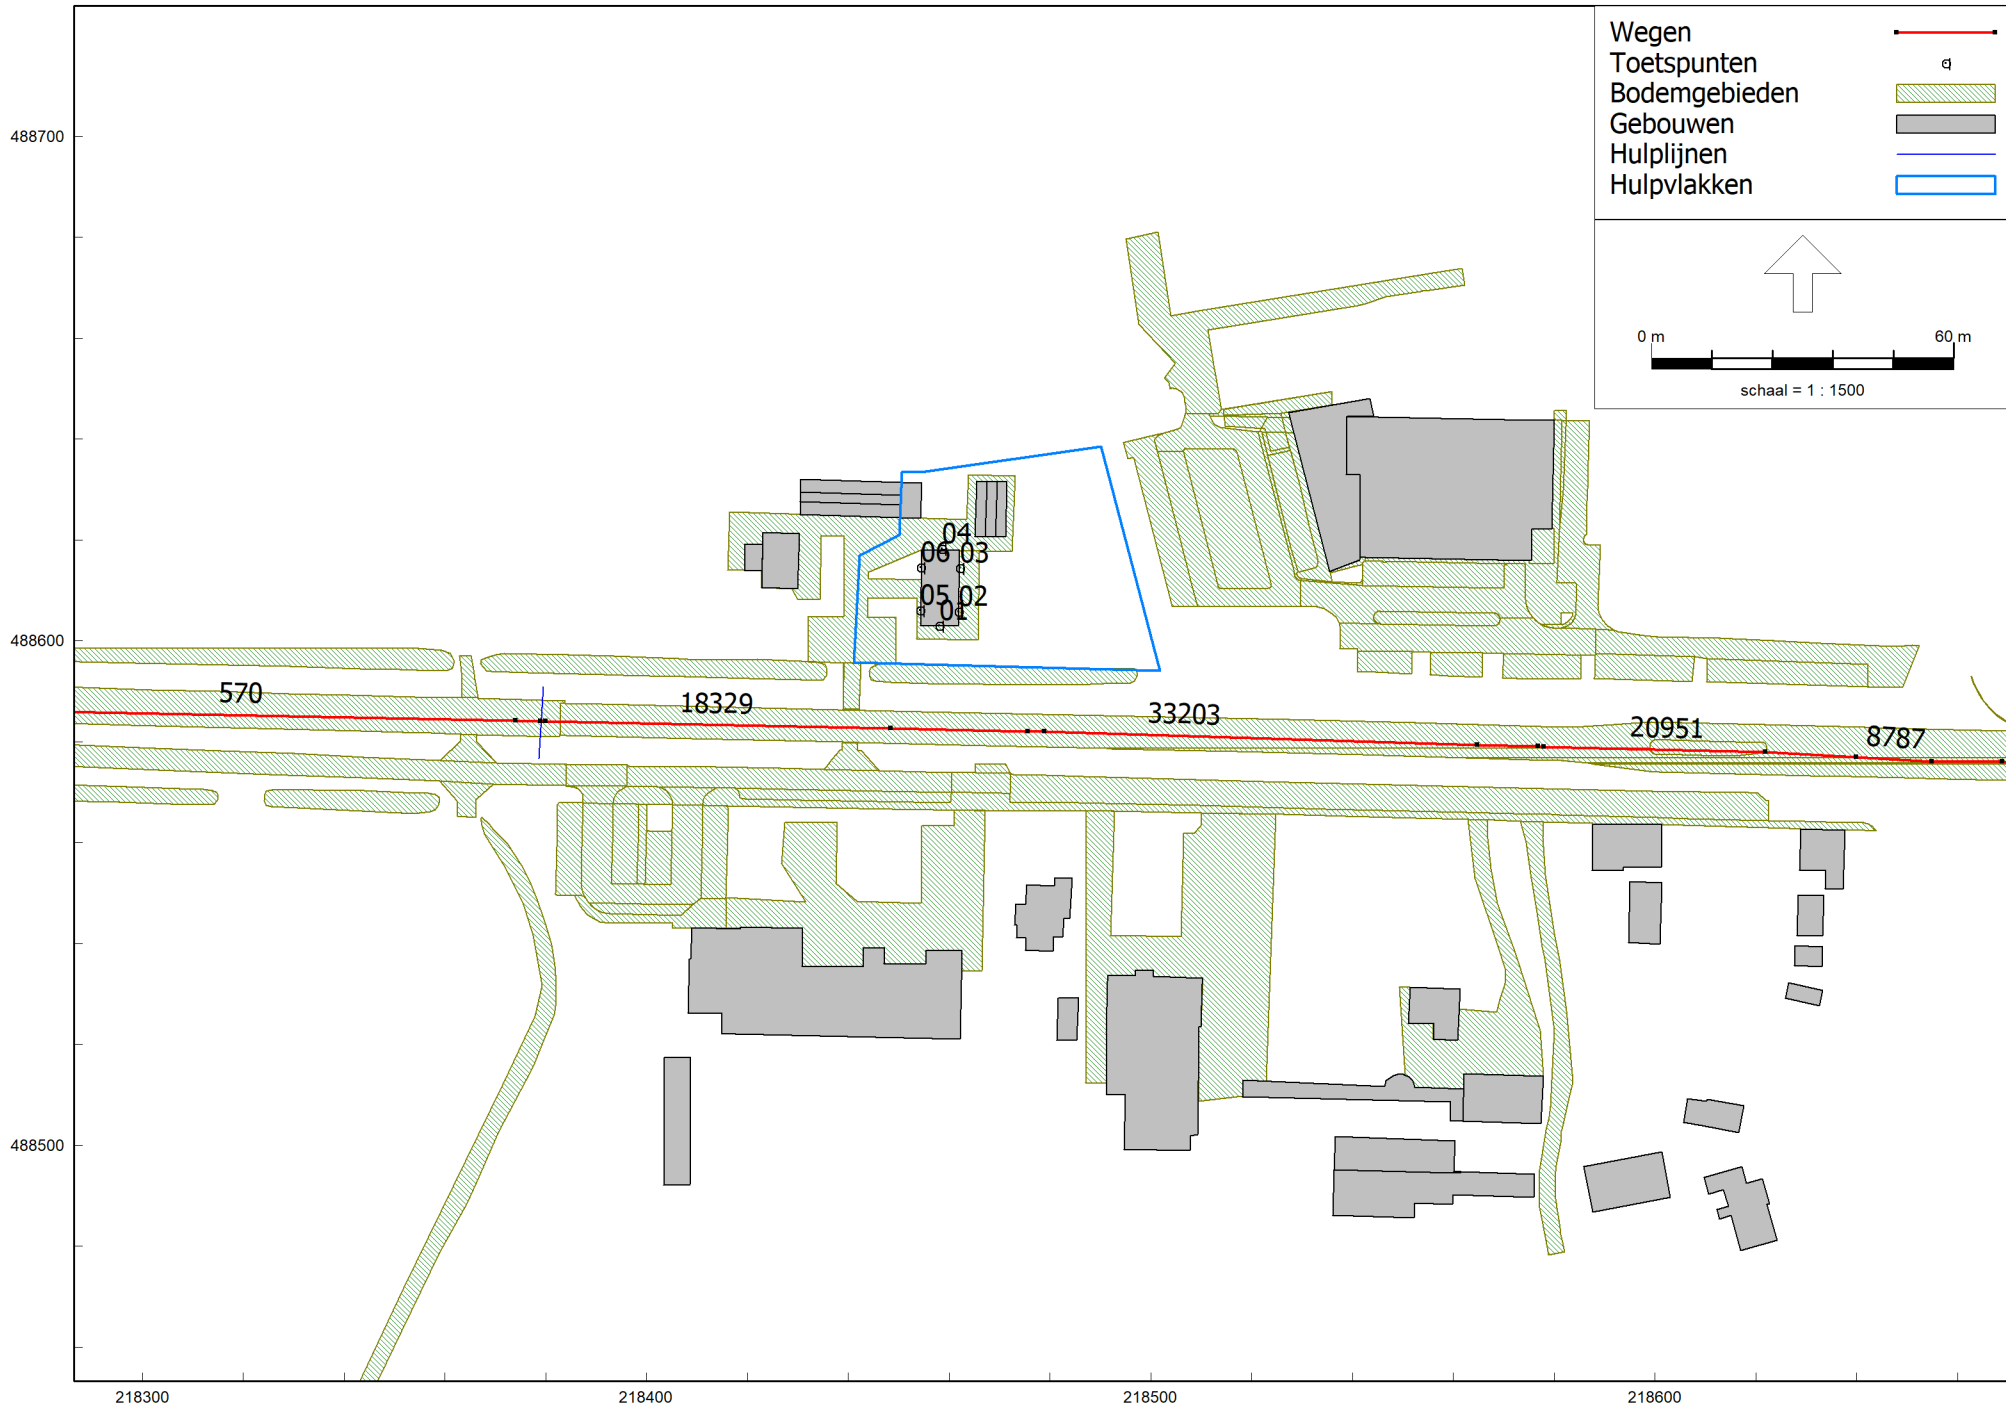 Wegen
Toetspunten
Bodemgebieden
Gebouwen
Hulplijnen
Hulpvlakken
0 m 60 m
schaal = 1 : 1500
488700
04
06 03
05 02
01
488600
570
18329
33203
20951
8787
488500
218300 218400 218500 218600